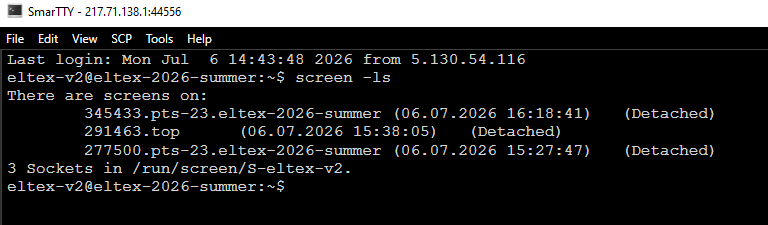 SmarTTY - 217.71.138.1:44556
File Edit View SCP Tools Help
Last login: Mon Jul  6 14:43:48 2026 from 5.130.54.116
eltex-v2@eltex-2026-summer:~$ screen -ls
There are screens on:
        345433.pts-23.eltex-2026-summer (06.07.2026 16:18:41)   (Detached)
        291463.top      (06.07.2026 15:38:05)   (Detached)
        277500.pts-23.eltex-2026-summer (06.07.2026 15:27:47)   (Detached)
3 Sockets in /run/screen/S-eltex-v2.
eltex-v2@eltex-2026-summer:~$